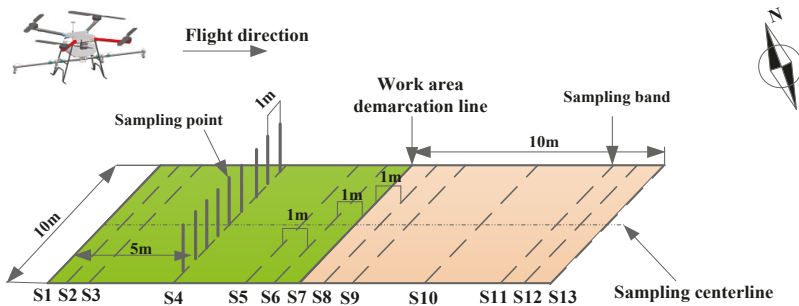 Flight direction
N
1m
Work area
demarcation line
Sampling band
Sampling point
10m
1m
1m
10m
1m
5m
S1 S2 S3 S4 S5 S6 S7 S8 S9 S10 S11 S12 S13
Sampling centerline